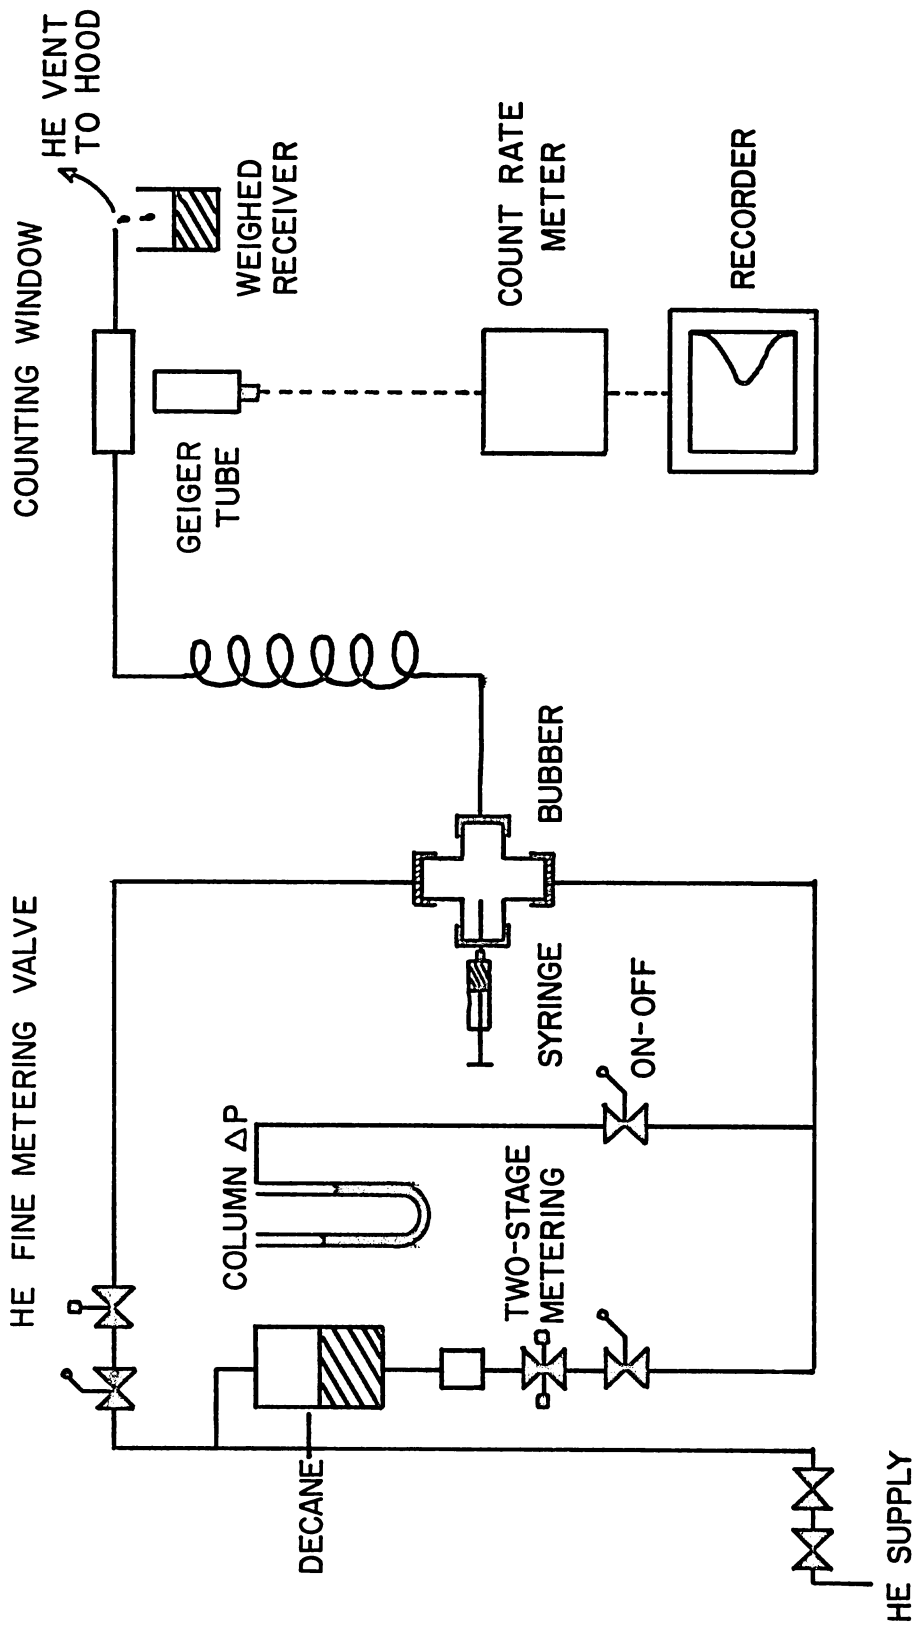 HE FINE METERING VALVE
COUNTING WINDOW
HE VENT
TO HOOD
COLUMN ΔP
GEIGER
TUBE
WEIGHED
RECEIVER
DECANE
TWO-STAGE
METERING
SYRINGE
BUBBER
COUNT RATE
METER
ON-OFF
RECORDER
HE SUPPLY